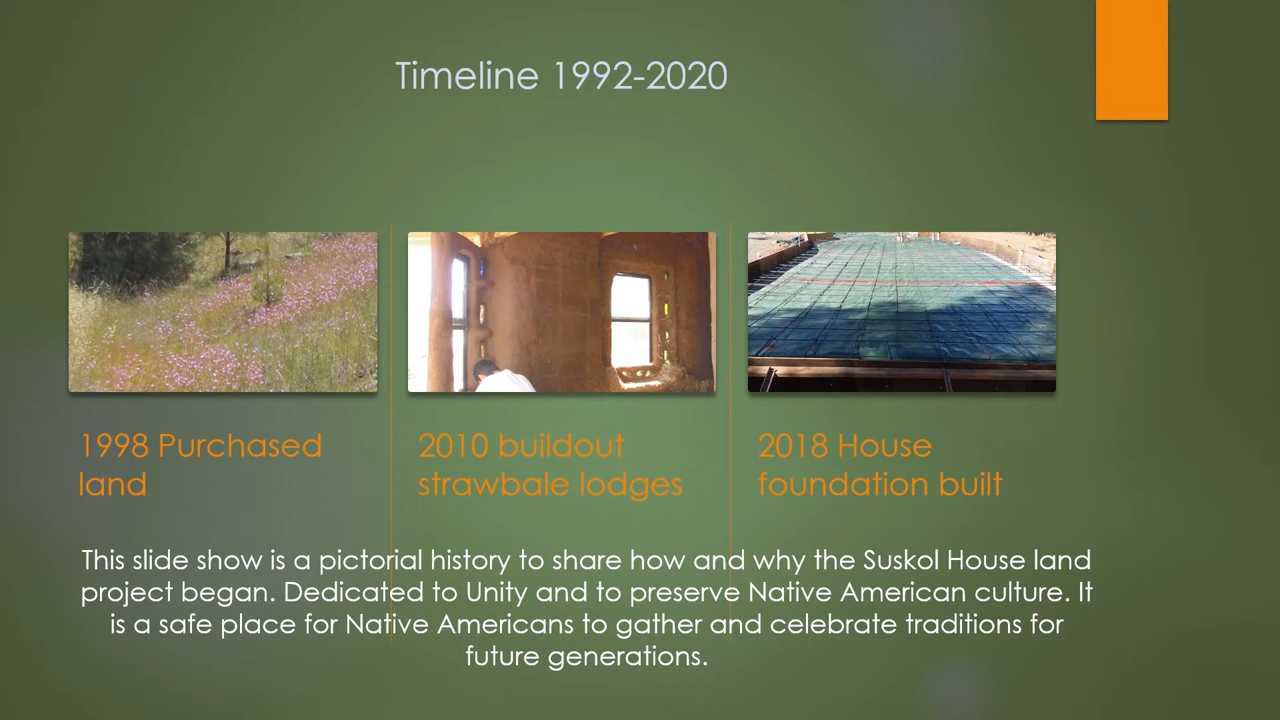 Timeline 1992-2020
1998 Purchased
land
2010 buildout
strawbale lodges
2018 House
foundation built
This slide show is a pictorial history to share how and why the Suskol House land
project began. Dedicated to Unity and to preserve Native American culture. It
is a safe place for Native Americans to gather and celebrate traditions for
future generations.